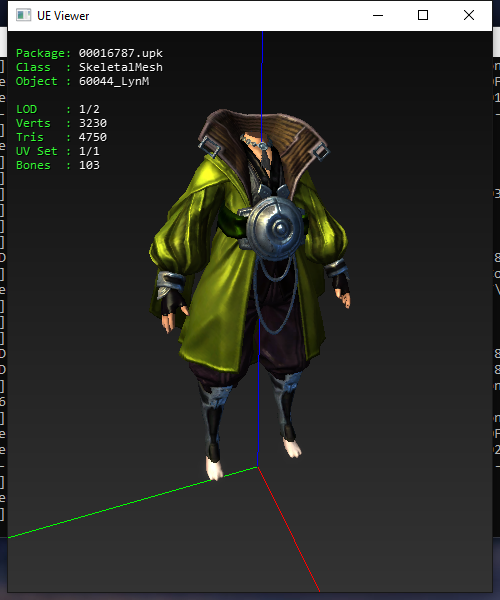 UE Viewer
Package: 00016787.upk
Class : SkeletalMesh
Object : 60044_LynM
LOD : 1/2
Verts : 3230
Tris : 4750
UV Set : 1/1
Bones : 103